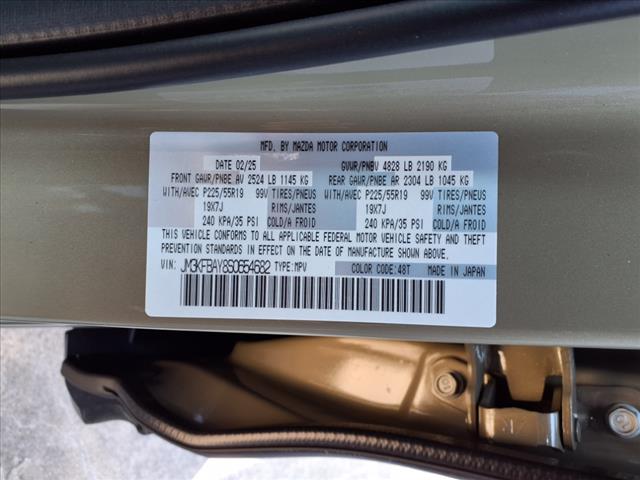 MFD. BY MAZDA MOTOR CORPORATION
DATE 02/25 GVWR/PNBV 4828 LB 2190 KG
FRONT GAWR/PNBE AV 2524 LB 1145 KG REAR GAWR/PNBE AR 2304 LB 1045 KG
WITH/AVEC P225/55R19 99V TIRES/PNEUS WITH/AVEC P225/55R19 99V TIRES/PNEUS
19X7J RIMS/JANTES 19X7J RIMS/JANTES
240 KPA/35 PSI COLD/A FROID 240 KPA/35 PSI COLD/A FROID
THIS VEHICLE CONFORMS TO ALL APPLICABLE FEDERAL MOTOR VEHICLE SAFETY AND THEFT
PREVENTION STANDARDS IN EFFECT ON THE DATE OF MANUFACTURE SHOWN ABOVE.
VIN: JM3KFBAY8S0654682 TYPE:MPV COLOR CODE:48T MADE IN JAPAN